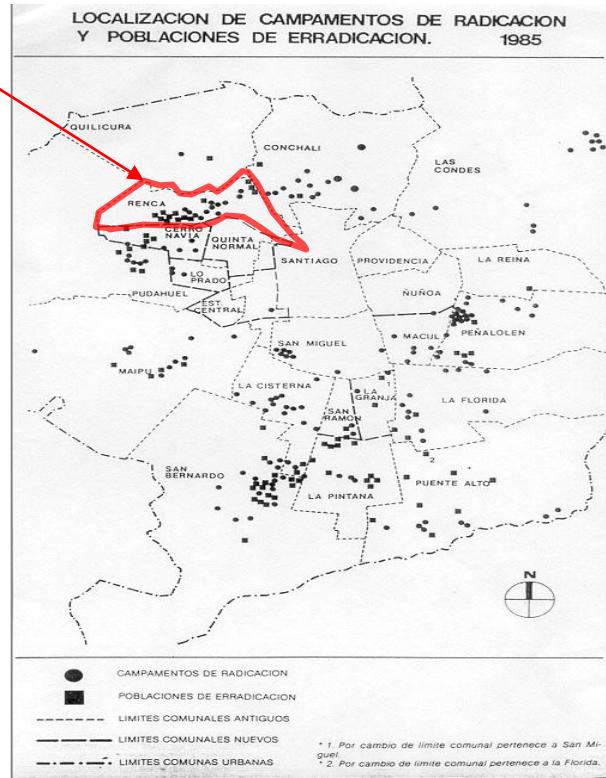 LOCALIZACION DE CAMPAMENTOS DE RADICACION
Y POBLACIONES DE ERRADICACION. 1985
QUILICURA
CONCHALI
LAS
CONDES
RENCA
CERRO
NAVIA
QUINTA
NORMAL
SANTIAGO
PROVIDENCIA
LA REINA
LO
PRADO
PUDAHUEL
EST.
CENTRAL
ÑUÑOA
SAN MIGUEL
MACUL
PEÑALOLEN
MAIPU
LA CISTERNA
LA
GRANJA
1
LA FLORIDA
SAN
RAMON
2
SAN
BERNARDO
LA PINTANA
PUENTE ALTO
N
CAMPAMENTOS DE RADICACION
POBLACIONES DE ERRADICACION
LIMITES COMUNALES ANTIGUOS
LIMITES COMUNALES NUEVOS
LIMITES COMUNAS URBANAS
* 1. Por cambio de límite comunal pertenece a San Mi-
guel.
* 2. Por cambio de límite comunal pertenece a la Florida.